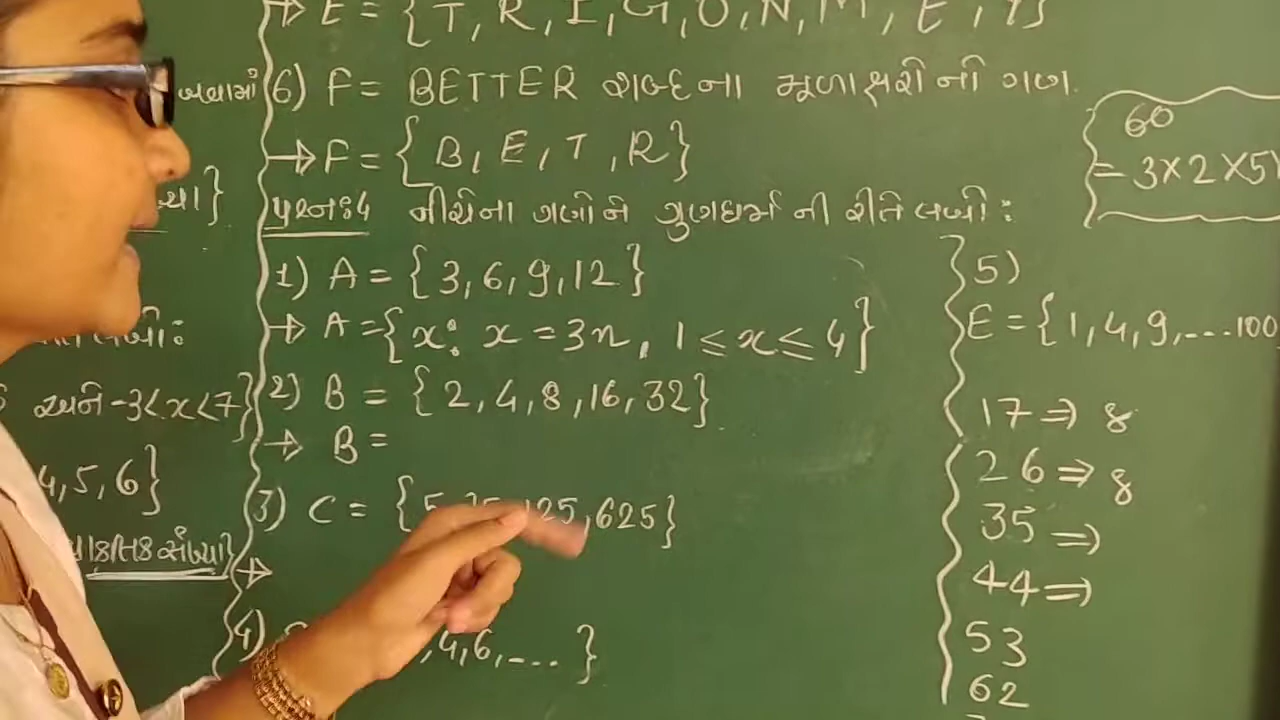 → E = {T, R, I, G, O, N, M, E, Y}
6) F = BETTER શબ્દના મૂળાક્ષરોનો ગણ.
→ F = {B, E, T, R}
પ્રશ્ન:4 નીચેના ગણોને ગુણધર્મ ની રીતે લખો :
1) A = {3, 6, 9, 12}
→ A = {x : x = 3n, 1 ≤ x ≤ 4}
2) B = {2, 4, 8, 16, 32}
→ B =
3) C = {5, 25, 125, 625}
→
4)
, 4, 6, .... }
અને -3 < x < 7}
4, 5, 6}
સંખ્યા}
60
= 3 × 2 × 5
5)
E = {1, 4, 9, .... 100
17 ⇒ 8
26 ⇒ 8
35 ⇒
44 ⇒
53
62